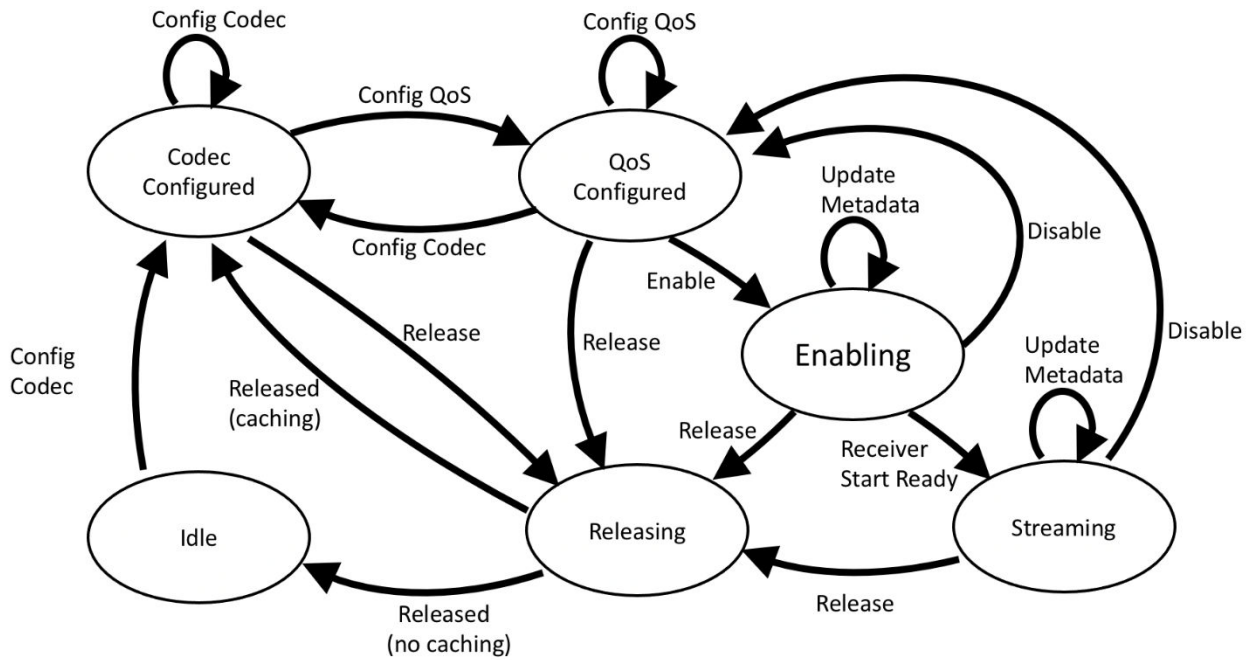 Config Codec
Config QoS
Config QoS
Codec
Configured
QoS
Configured
Update
Metadata
Disable
Config Codec
Enable
Release
Release
Enabling
Update
Metadata
Disable
Config
Codec
Released
(caching)
Release
Receiver
Start Ready
Idle
Releasing
Streaming
Released
(no caching)
Release